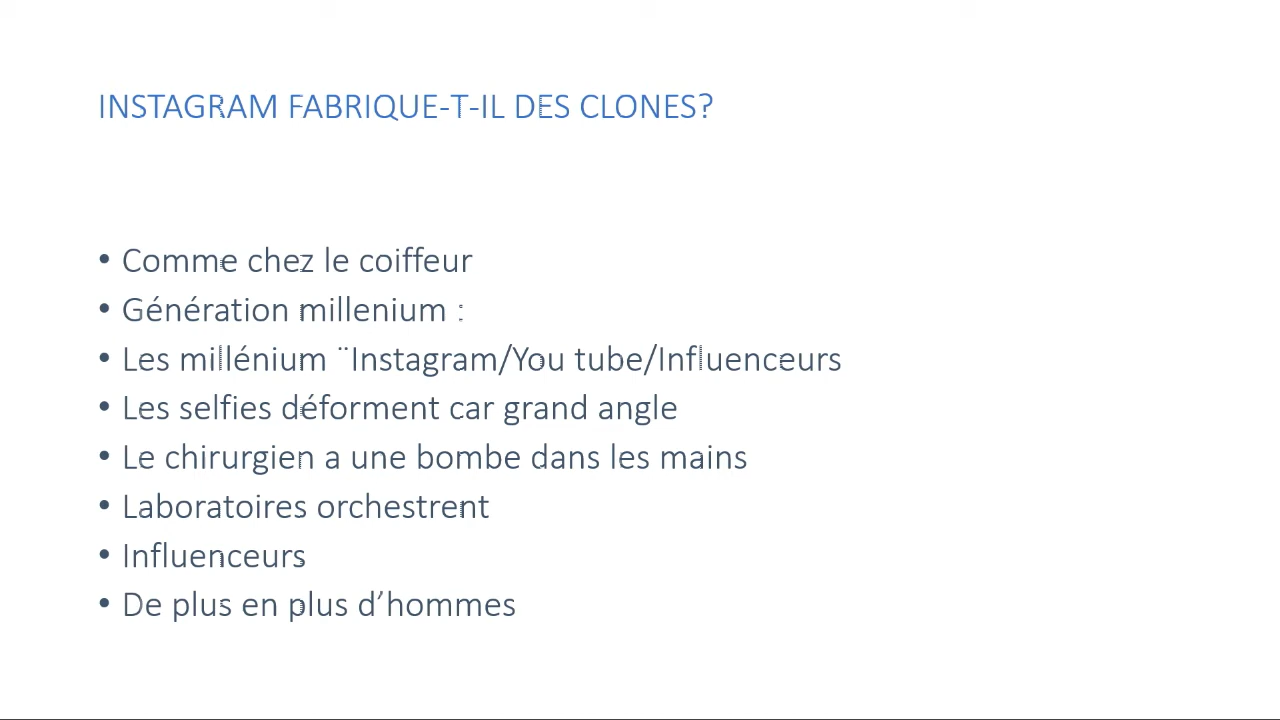 INSTAGRAM FABRIQUE-T-IL DES CLONES?
• Comme chez le coiffeur
• Génération millenium :
• Les millénium ¨Instagram/You tube/Influenceurs
• Les selfies déforment car grand angle
• Le chirurgien a une bombe dans les mains
• Laboratoires orchestrent
• Influenceurs
• De plus en plus d’hommes